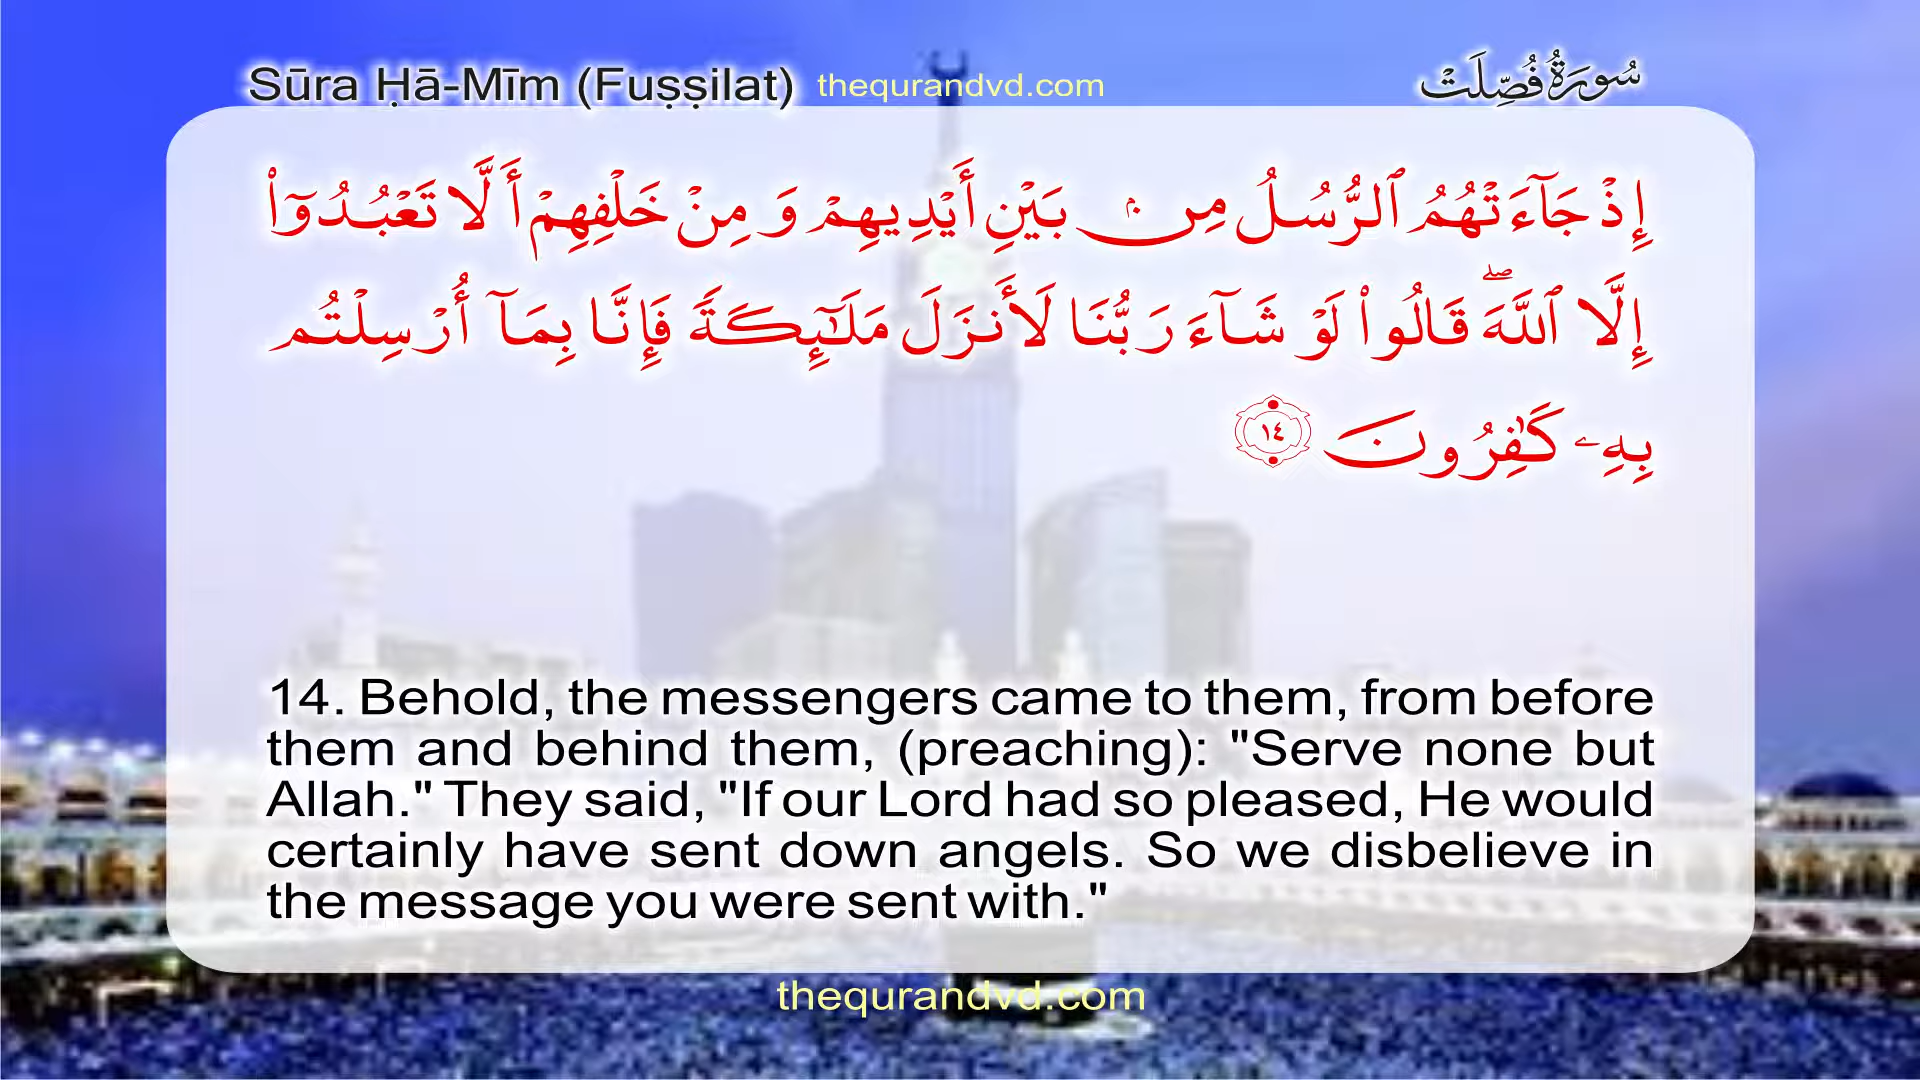 Sūra Ḥā-Mīm (Fuṣṣilat) thequrandvd.com سُورَةُ فُصِّلَتْ
إِذْ جَآءَتْهُمُ ٱلرُّسُلُ مِنۢ بَيْنِ أَيْدِيهِمْ وَمِنْ خَلْفِهِمْ أَلَّا تَعْبُدُوٓا۟
إِلَّا ٱللَّهَ ۖ قَالُوا۟ لَوْ شَآءَ رَبُّنَا لَأَنزَلَ مَلَـٰٓئِكَةً فَإِنَّا بِمَآ أُرْسِلْتُم
بِهِۦ كَـٰفِرُونَ ١٤
14. Behold, the messengers came to them, from before
them and behind them, (preaching): "Serve none but
Allah." They said, "If our Lord had so pleased, He would
certainly have sent down angels. So we disbelieve in
the message you were sent with."
thequrandvd.com